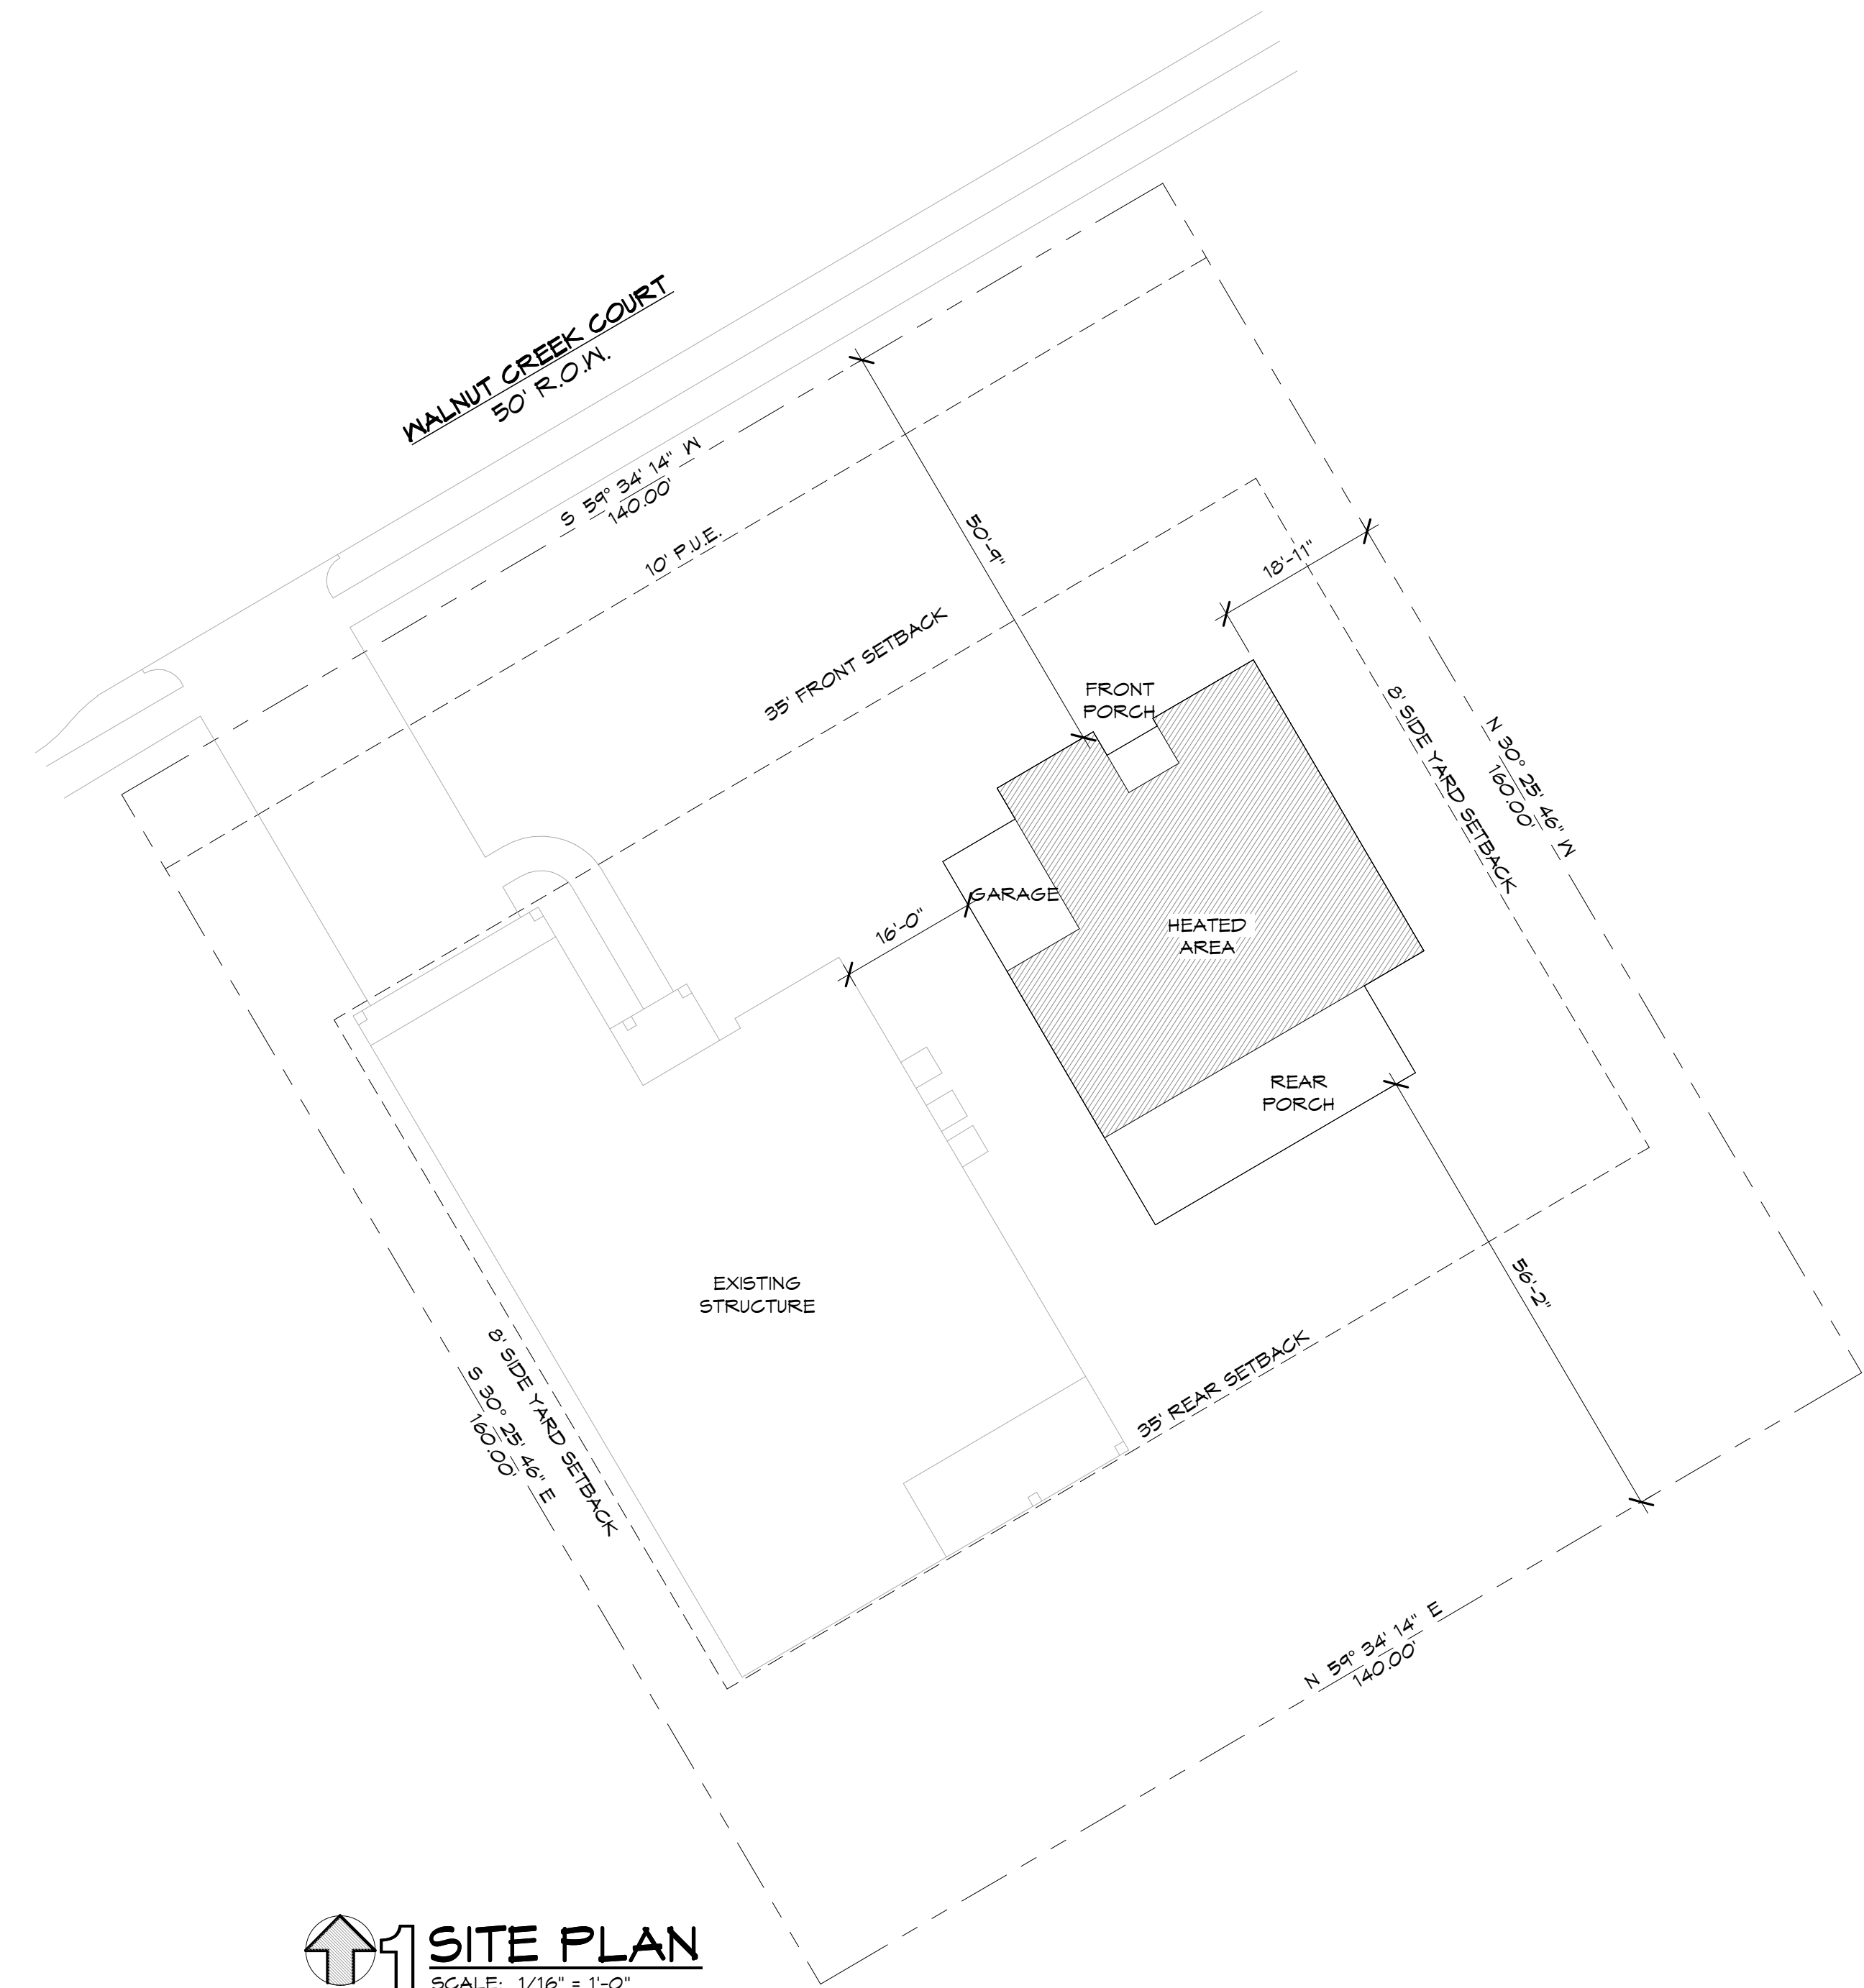 WALNUT CREEK COURT
50' R.O.W.
S 59° 34' 14" W
140.00'
10' P.U.E.
50'-9"
18'-11"
35' FRONT SETBACK
FRONT
PORCH
8' SIDE YARD SETBACK
N 30° 25' 46" W
160.00'
GARAGE
16'-0"
HEATED
AREA
REAR
PORCH
EXISTING
STRUCTURE
56'-2"
35' REAR SETBACK
8' SIDE YARD SETBACK
S 30° 25' 46" E
160.00'
N 59° 34' 14" E
140.00'
1 SITE PLAN
SCALE: 1/16" = 1'-0"